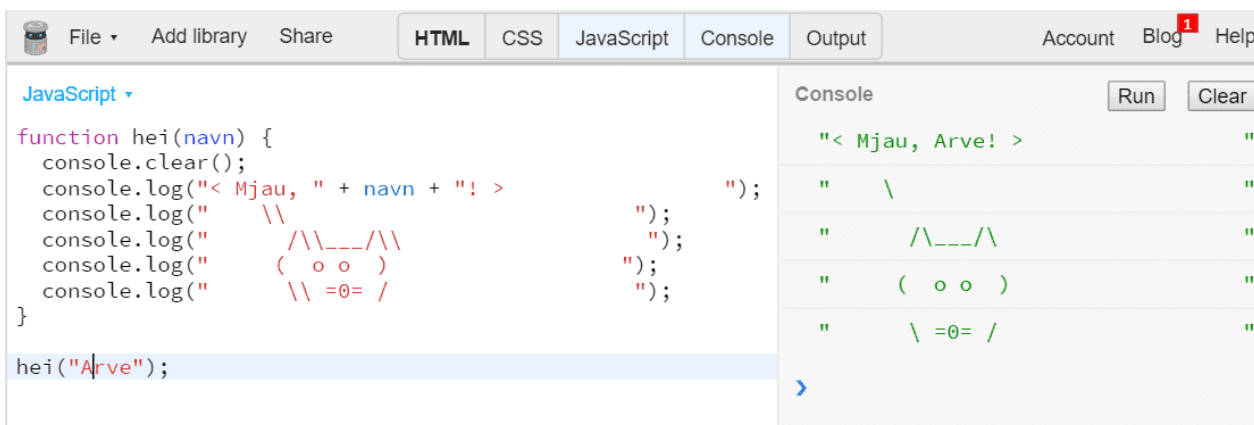 File ▾ Add library Share HTML CSS JavaScript Console Output Account Blog 1 Help
JavaScript ▾
function hei(navn) {
  console.clear();
  console.log("< Mjau, " + navn + "! >                 ");
  console.log("    \\                           ");
  console.log("      /\\___/\\                   ");
  console.log("     (  o o  )                  ");
  console.log("      \\ =0= /                   ");
}
hei("Arve");
Console Run Clear
"< Mjau, Arve! >                 "
"    \                           "
"      /\___/\                   "
"     (  o o  )                  "
"      \ =0= /                   "
❯